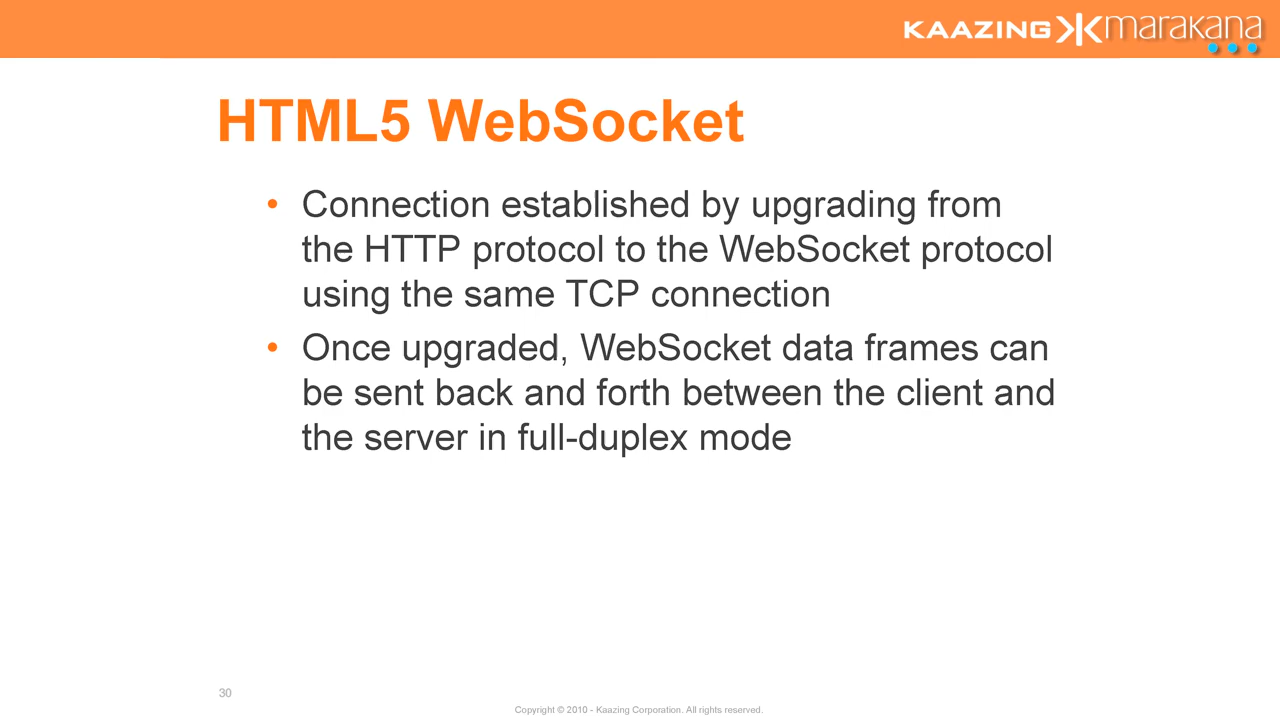 KAAZING marakana
HTML5 WebSocket
• Connection established by upgrading from
the HTTP protocol to the WebSocket protocol
using the same TCP connection
• Once upgraded, WebSocket data frames can
be sent back and forth between the client and
the server in full-duplex mode
30
Copyright © 2010 - Kaazing Corporation. All rights reserved.